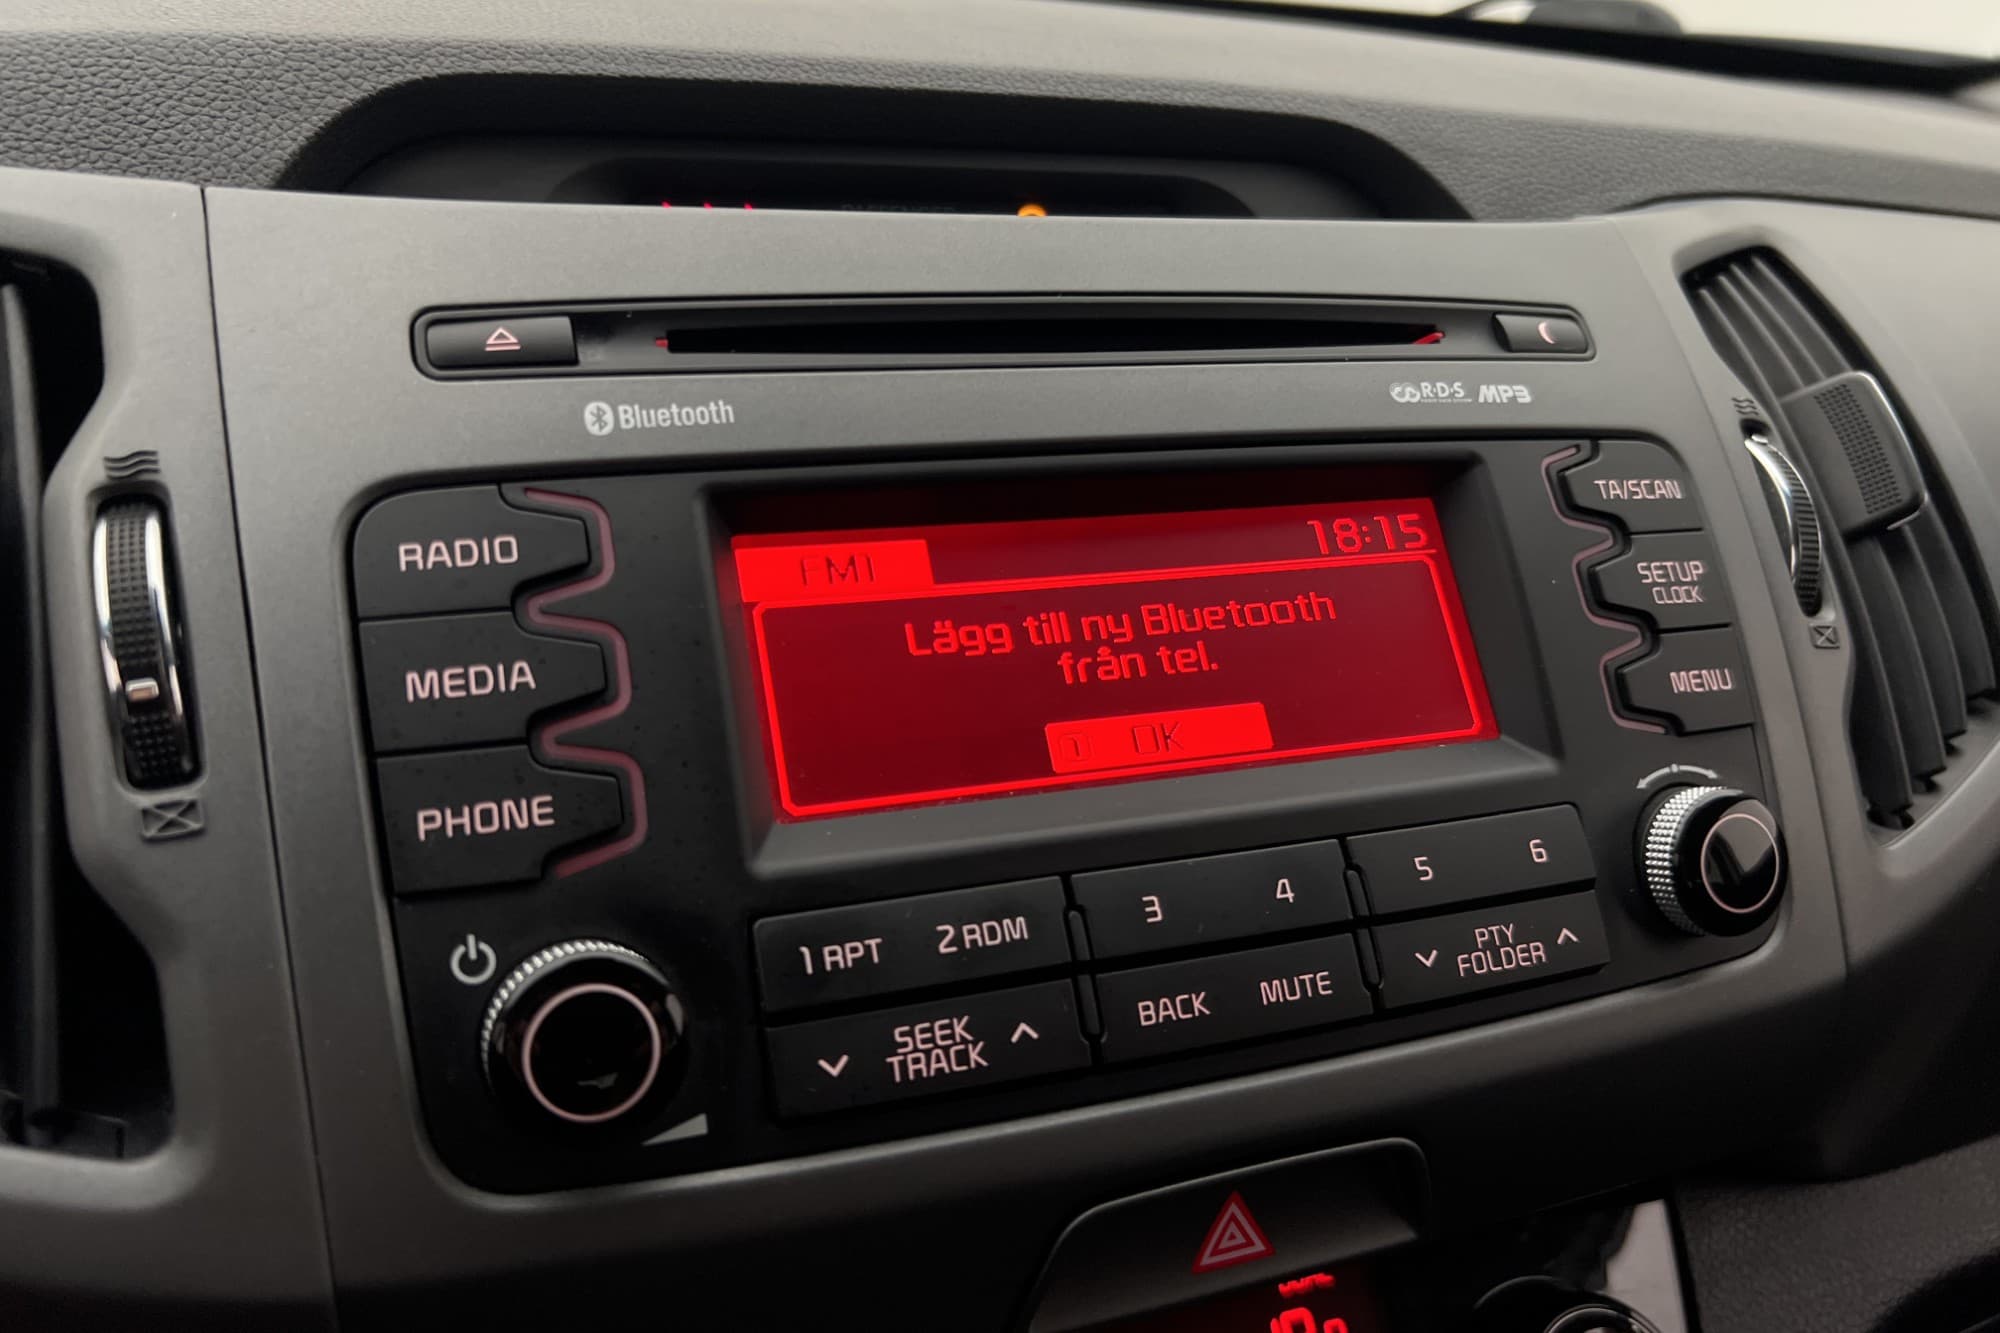 Bluetooth
R·D·S MP3
RADIO
MEDIA
PHONE
FM1
18:15
Lägg till ny Bluetooth
från tel.
1 OK
TA/SCAN
SETUP
CLOCK
MENU
1 RPT 2 RDM
3 4
5 6
SEEK
TRACK
BACK MUTE
PTY
FOLDER